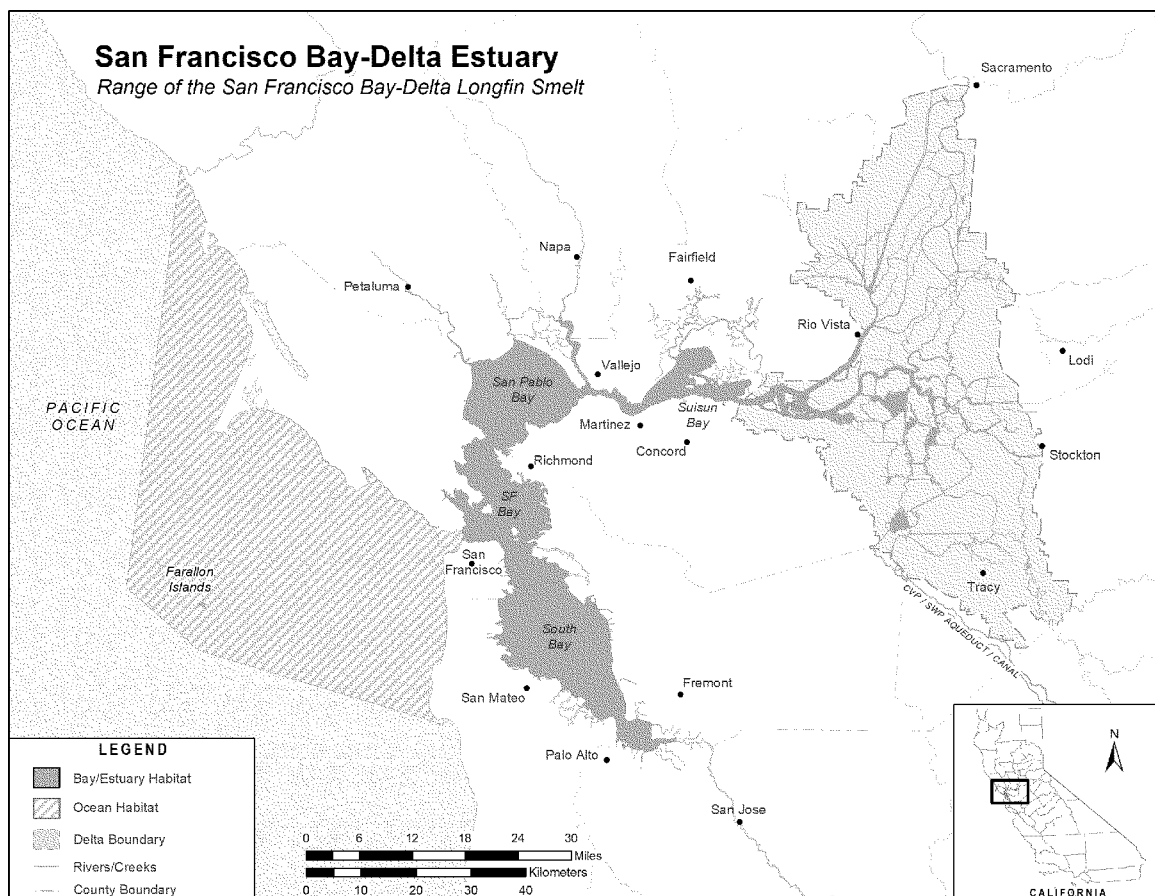 San Francisco Bay-Delta Estuary
Range of the San Francisco Bay-Delta Longfin Smelt
Sacramento
Napa
Fairfield
Petaluma
Rio Vista
Lodi
Vallejo
San Pablo
Bay
PACIFIC
OCEAN
Suisun
Bay
Martinez
Concord
Stockton
Richmond
SF
Bay
San
Francisco
Farallon
Islands
Tracy
CVP / SWP AQUEDUCT / CANAL
South
Bay
Fremont
San Mateo
Palo Alto
San Jose
LEGEND
Bay/Estuary Habitat
Ocean Habitat
Delta Boundary
Rivers/Creeks
County Boundary
0 6 12 18 24 30
Miles
Kilometers
0 10 20 30 40
N
CALIFORNIA